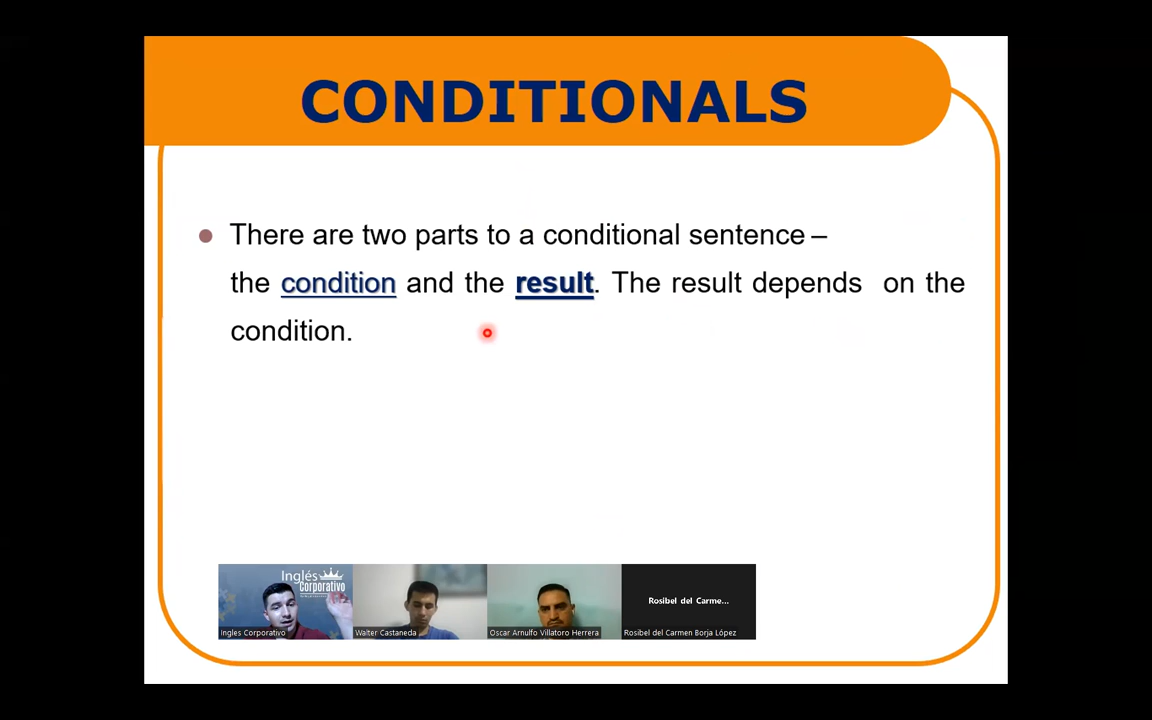 CONDITIONALS
There are two parts to a conditional sentence –
the condition and the result. The result depends on the
condition.
Inglés
Corporativo
Rosibel del Carme...
Ingles Corporativo
Walter Castaneda
Oscar Arnulfo Villatoro Herrera
Rosibel del Carmen Borja López